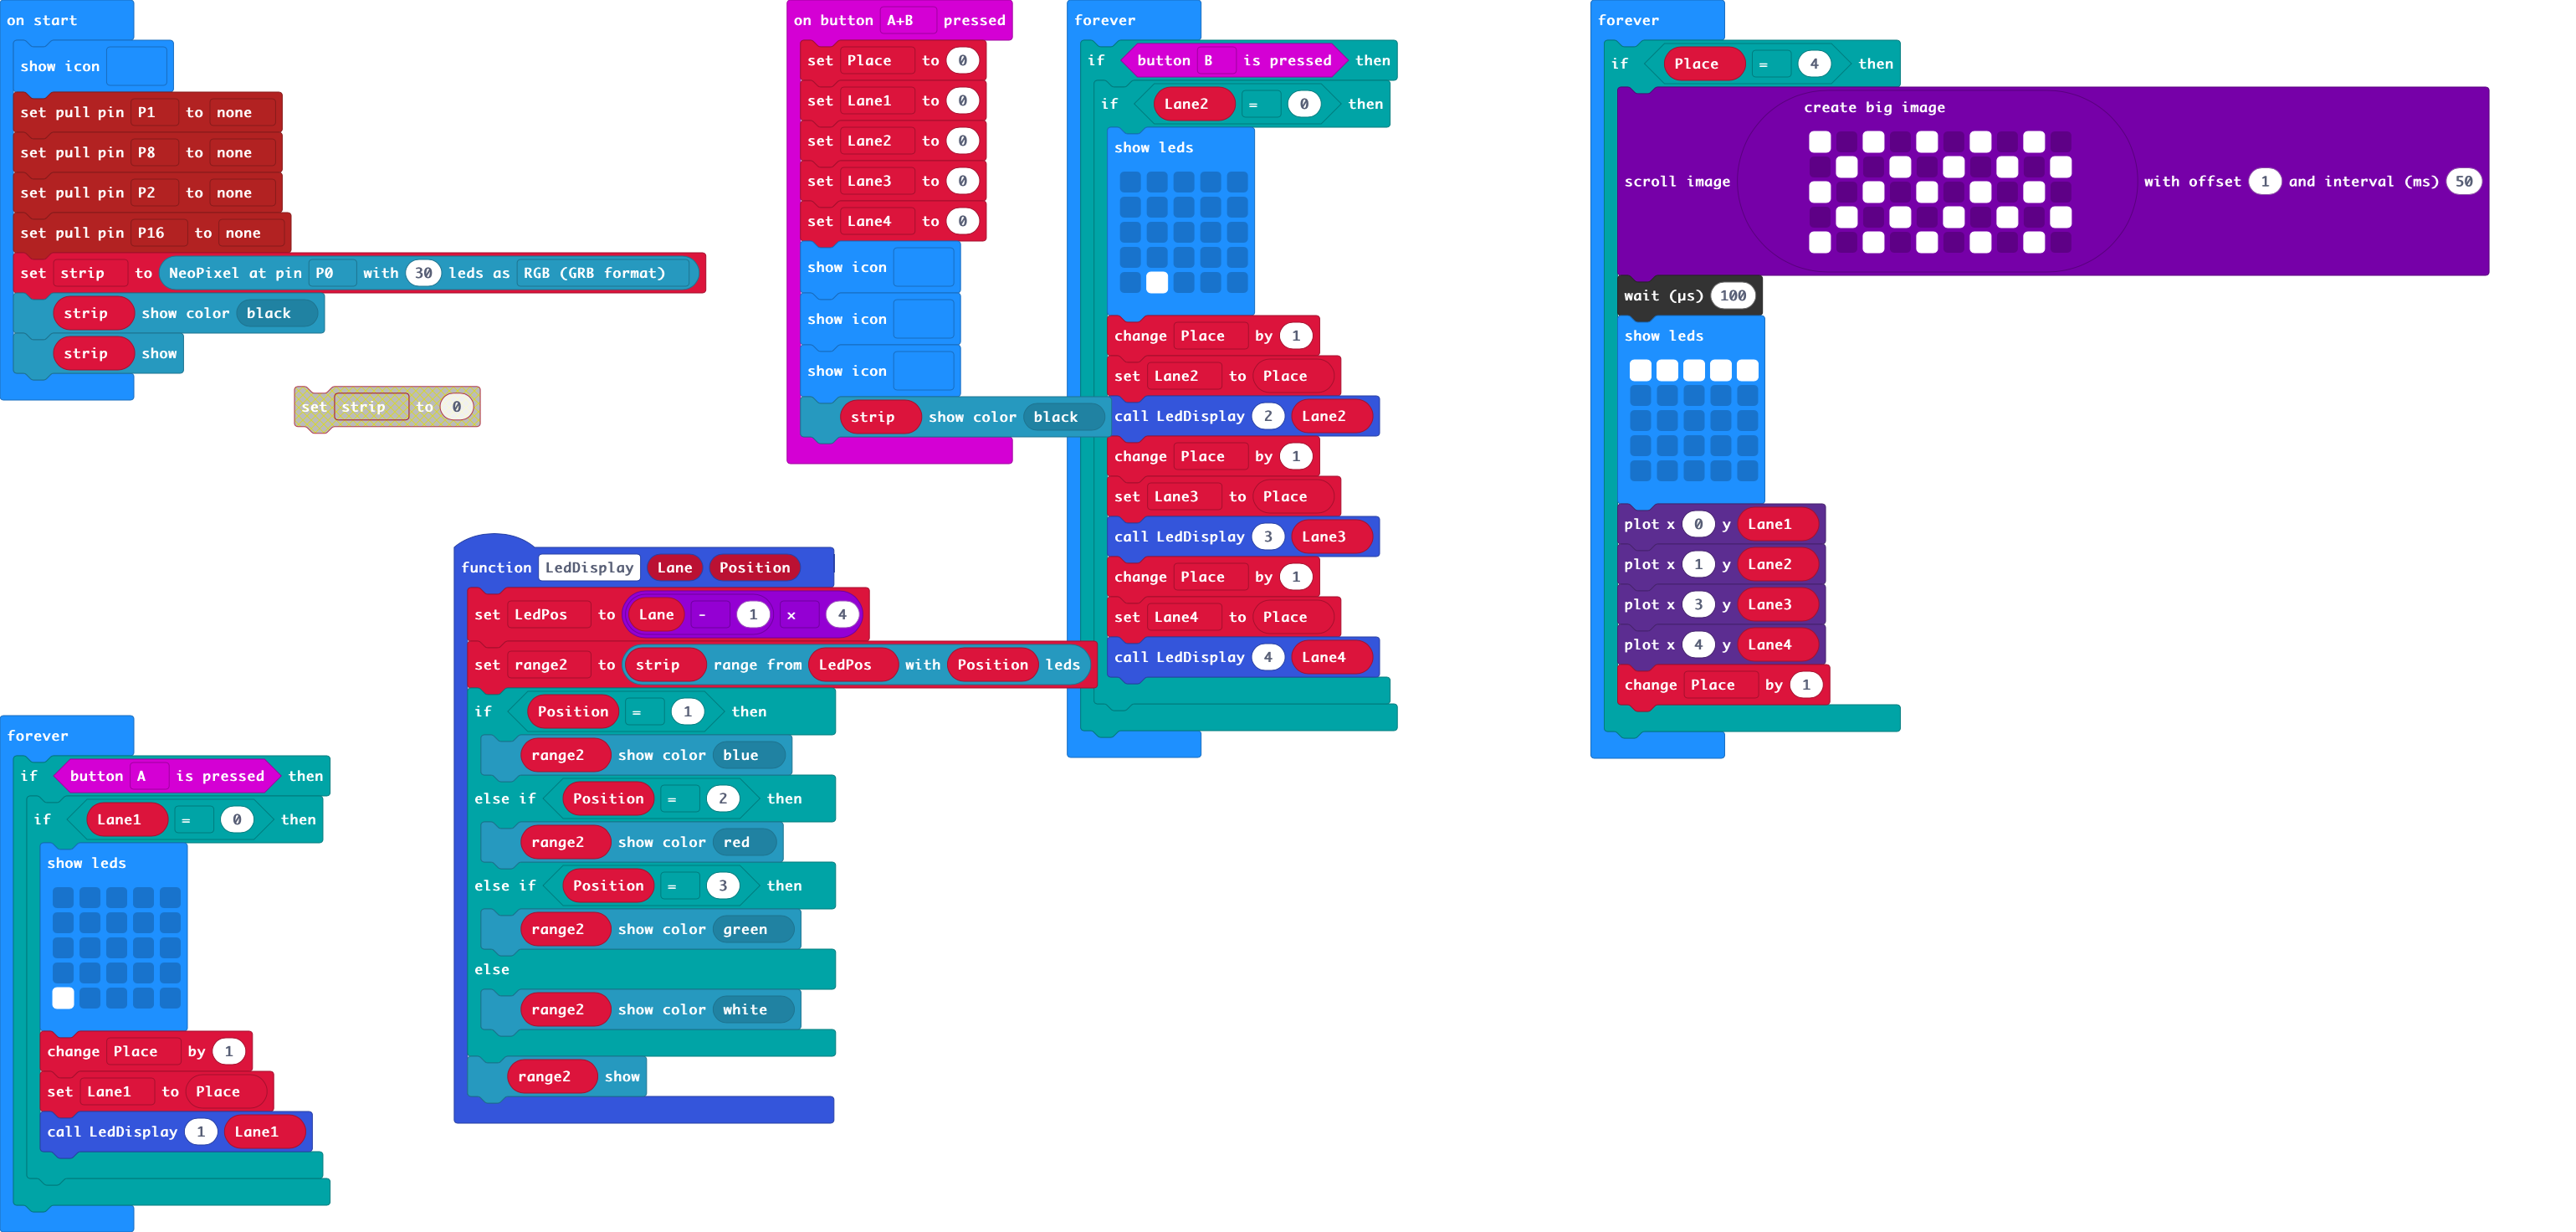 on start
show icon
set pull pin P1 to none
set pull pin P8 to none
set pull pin P2 to none
set pull pin P16 to none
set strip to NeoPixel at pin P0 with 30 leds as RGB (GRB format)
strip show color black
strip show
set strip to 0
on button A+B pressed
set Place to 0
set Lane1 to 0
set Lane2 to 0
set Lane3 to 0
set Lane4 to 0
show icon
show icon
show icon
strip show color black
forever
if button B is pressed then
if Lane2 = 0 then
show leds
change Place by 1
set Lane2 to Place
call LedDisplay 2 Lane2
change Place by 1
set Lane3 to Place
call LedDisplay 3 Lane3
change Place by 1
set Lane4 to Place
call LedDisplay 4 Lane4
forever
if Place = 4 then
create big image
scroll image with offset 1 and interval (ms) 50
wait (µs) 100
show leds
plot x 0 y Lane1
plot x 1 y Lane2
plot x 3 y Lane3
plot x 4 y Lane4
change Place by 1
function LedDisplay Lane Position
set LedPos to Lane - 1 × 4
set range2 to strip range from LedPos with Position leds
if Position = 1 then
range2 show color blue
else if Position = 2 then
range2 show color red
else if Position = 3 then
range2 show color green
else
range2 show color white
range2 show
forever
if button A is pressed then
if Lane1 = 0 then
show leds
change Place by 1
set Lane1 to Place
call LedDisplay 1 Lane1